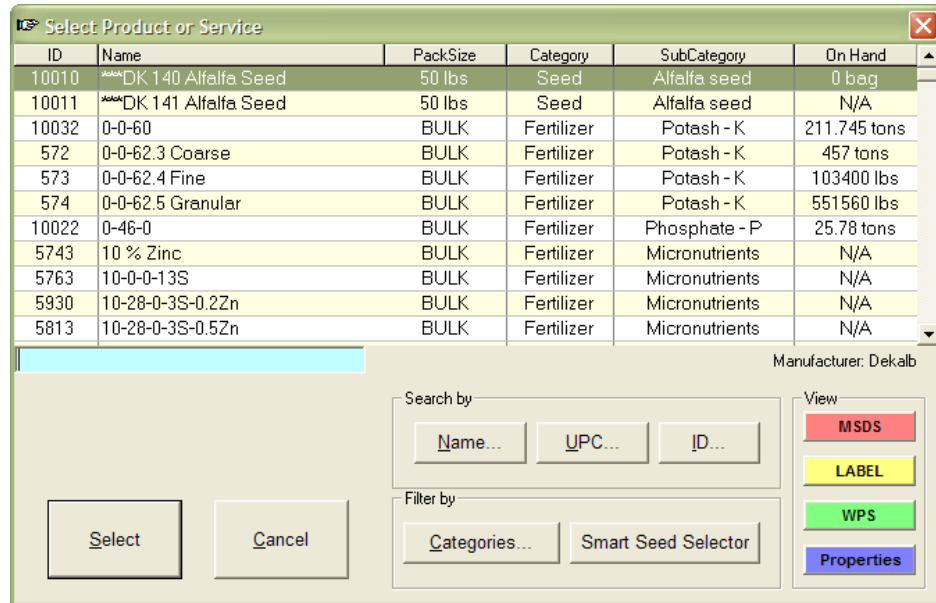 Select Product or Service
ID Name PackSize Category SubCategory On Hand
10010 ***DK 140 Alfalfa Seed 50 lbs Seed Alfalfa seed 0 bag
10011 ***DK 141 Alfalfa Seed 50 lbs Seed Alfalfa seed N/A
10032 0-0-60 BULK Fertilizer Potash - K 211.745 tons
572 0-0-62.3 Coarse BULK Fertilizer Potash - K 457 tons
573 0-0-62.4 Fine BULK Fertilizer Potash - K 103400 lbs
574 0-0-62.5 Granular BULK Fertilizer Potash - K 551560 lbs
10022 0-46-0 BULK Fertilizer Phosphate - P 25.78 tons
5743 10 % Zinc BULK Fertilizer Micronutrients N/A
5763 10-0-0-13S BULK Fertilizer Micronutrients N/A
5930 10-28-0-3S-0.2Zn BULK Fertilizer Micronutrients N/A
5813 10-28-0-3S-0.5Zn BULK Fertilizer Micronutrients N/A
Manufacturer: Dekalb
Search by
Name... UPC... ID...
Filter by
Categories... Smart Seed Selector
Select Cancel
View
MSDS
LABEL
WPS
Properties